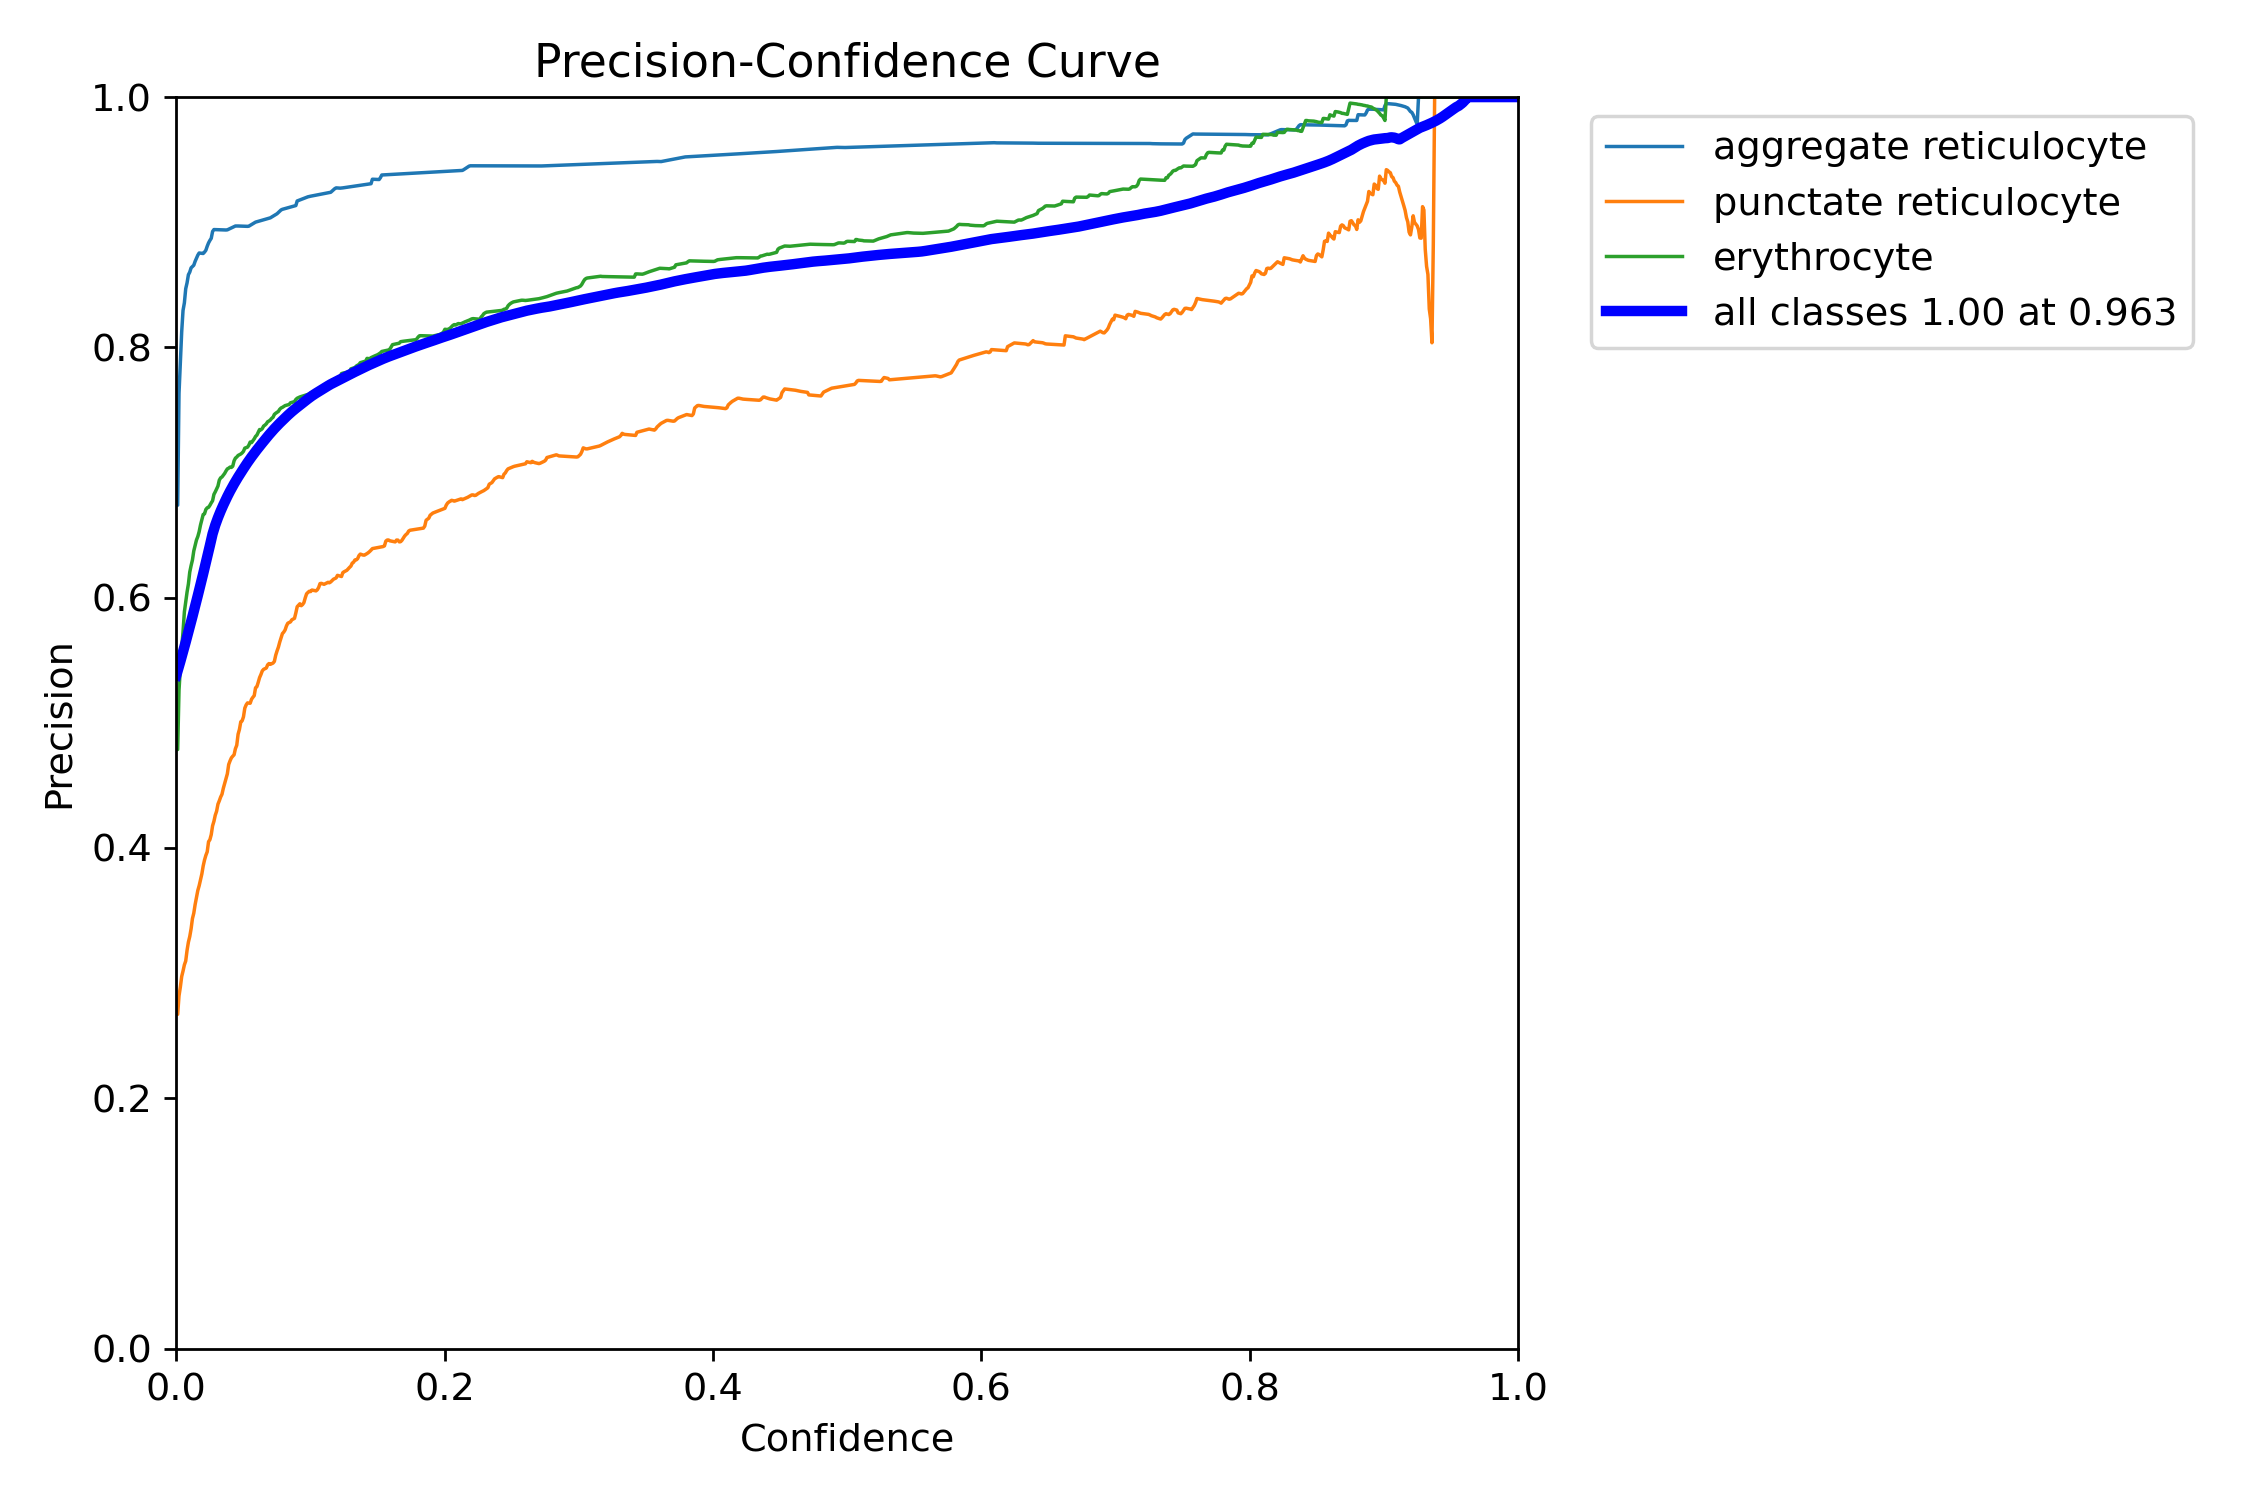 Precision-Confidence Curve
1.0
0.8
0.6
0.4
0.2
0.0
Precision
0.0 0.2 0.4 0.6 0.8 1.0
Confidence
aggregate reticulocyte
punctate reticulocyte
erythrocyte
all classes 1.00 at 0.963